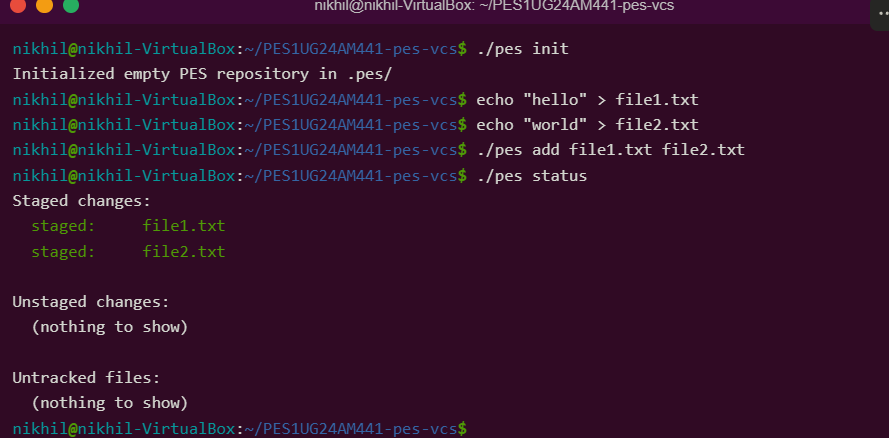 nikhil@nikhil-VirtualBox: ~/PES1UG24AM441-pes-vcs
nikhil@nikhil-VirtualBox:~/PES1UG24AM441-pes-vcs$ ./pes init
Initialized empty PES repository in .pes/
nikhil@nikhil-VirtualBox:~/PES1UG24AM441-pes-vcs$ echo "hello" > file1.txt
nikhil@nikhil-VirtualBox:~/PES1UG24AM441-pes-vcs$ echo "world" > file2.txt
nikhil@nikhil-VirtualBox:~/PES1UG24AM441-pes-vcs$ ./pes add file1.txt file2.txt
nikhil@nikhil-VirtualBox:~/PES1UG24AM441-pes-vcs$ ./pes status
Staged changes:
  staged:     file1.txt
  staged:     file2.txt

Unstaged changes:
  (nothing to show)

Untracked files:
  (nothing to show)
nikhil@nikhil-VirtualBox:~/PES1UG24AM441-pes-vcs$